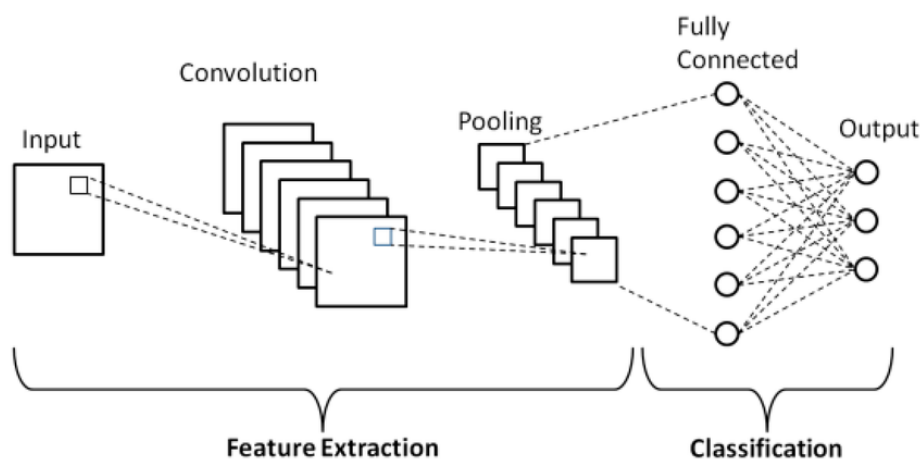 Input
Convolution
Pooling
Fully
Connected
Output
Feature Extraction
Classification